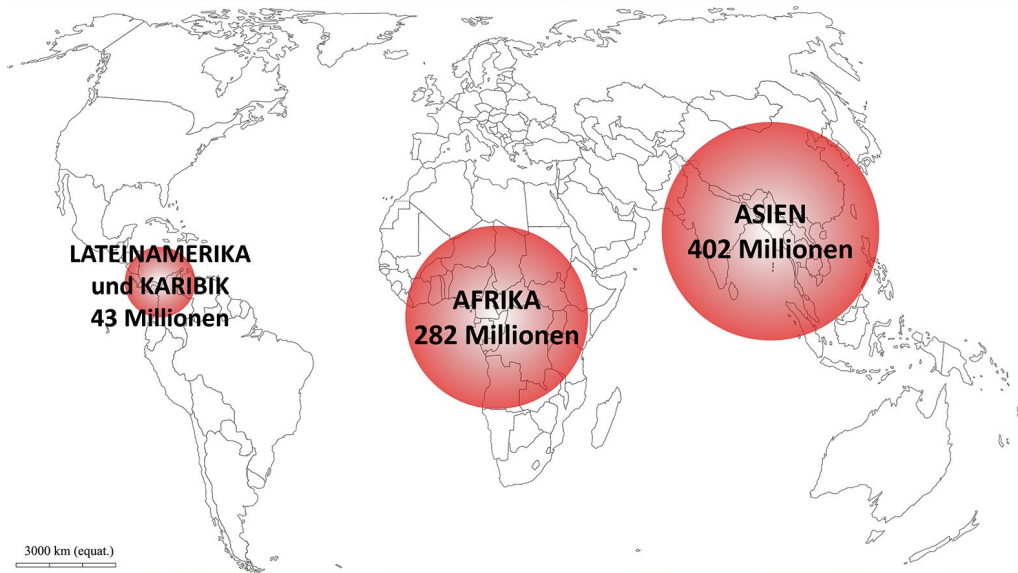 LATEINAMERIKA
und KARIBIK
43 Millionen
AFRIKA
282 Millionen
ASIEN
402 Millionen
3000 km (equat.)